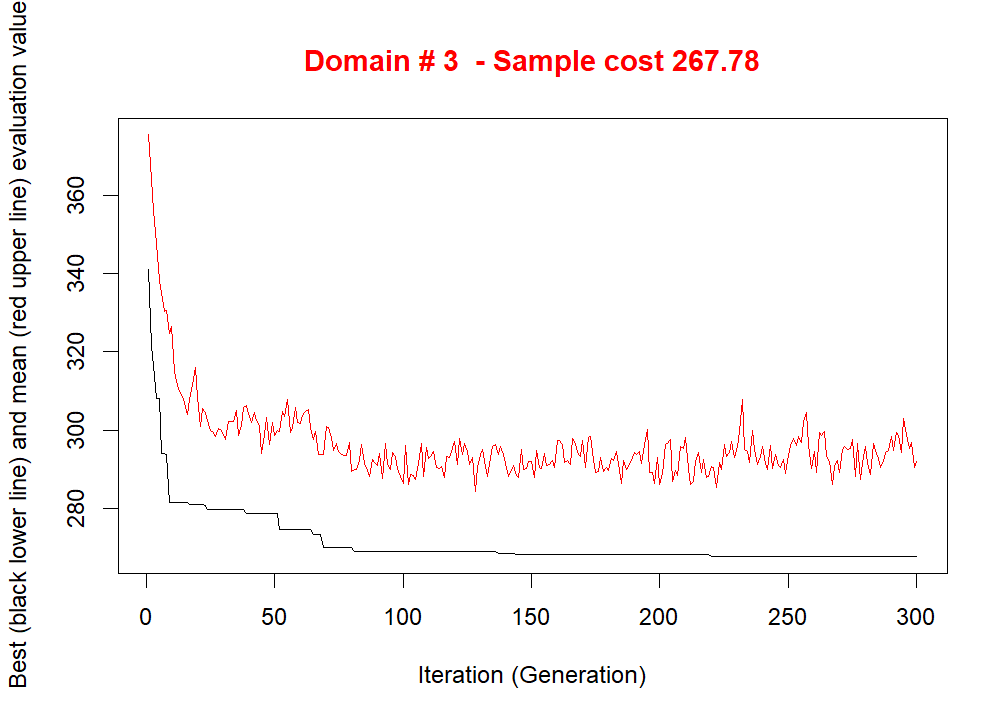 Domain # 3  - Sample cost 267.78
Best (black lower line) and mean (red upper line) evaluation value
360
340
320
300
280
0 50 100 150 200 250 300
Iteration (Generation)